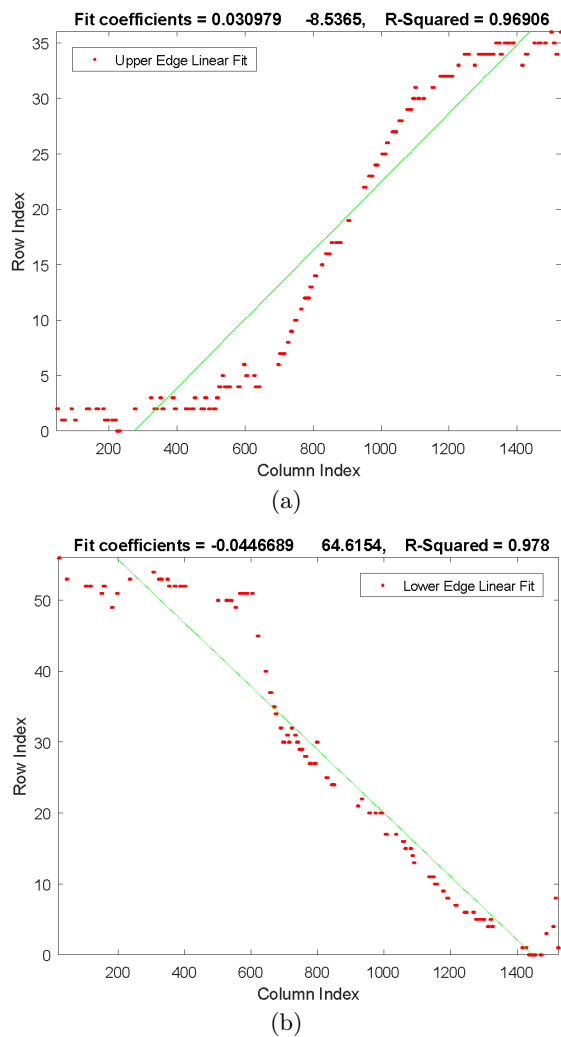 Fit coefficients = 0.030979 -8.5365, R-Squared = 0.96906
Upper Edge Linear Fit
35
30
25
20
15
10
5
0
Row Index
200 400 600 800 1000 1200 1400
Column Index
(a)
Fit coefficients = -0.0446689 64.6154, R-Squared = 0.978
Lower Edge Linear Fit
50
40
30
20
10
0
Row Index
200 400 600 800 1000 1200 1400
Column Index
(b)